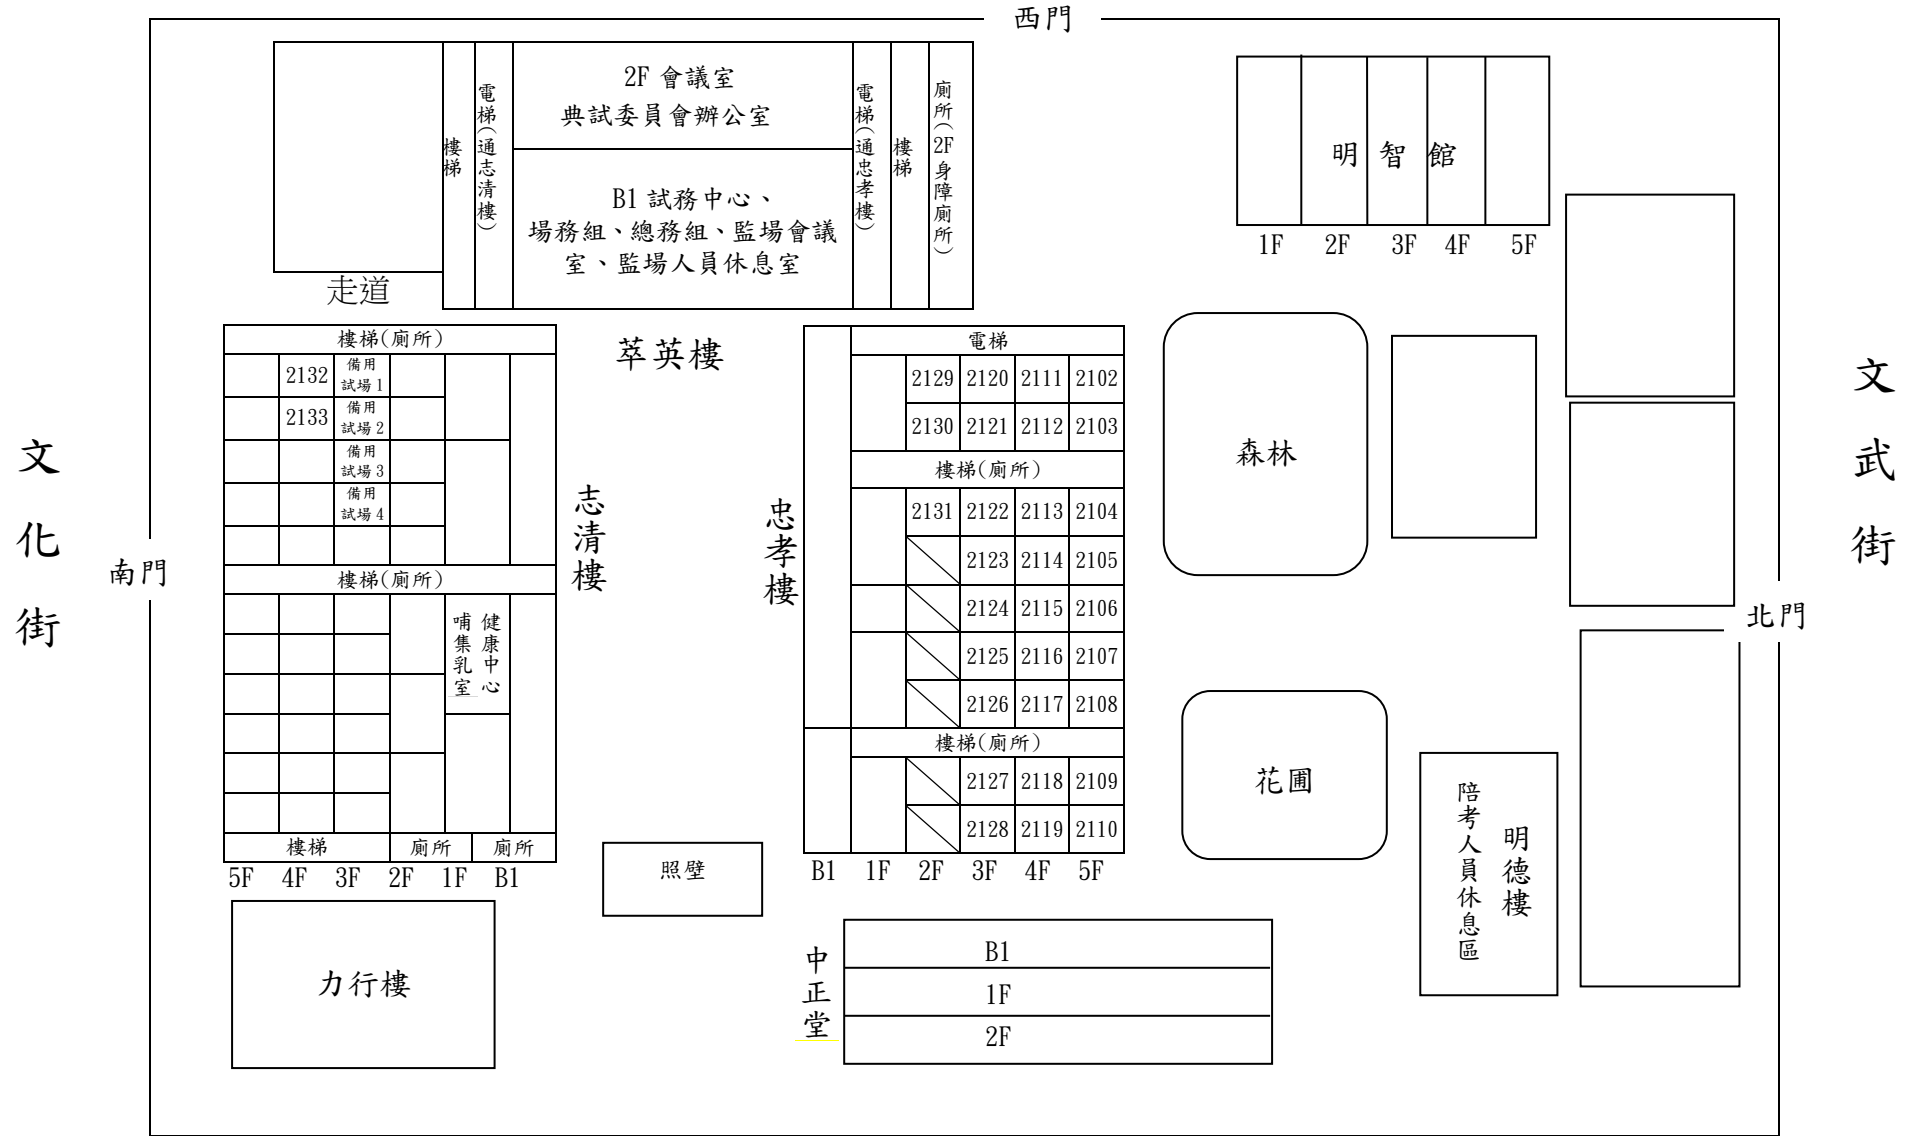 西門
樓梯
電梯(通志清樓)
2F 會議室
典試委員會辦公室
B1 試務中心、
場務組、總務組、監場會議
室、監場人員休息室
電梯(通忠孝樓)
樓梯
廁所(2F身障廁所)
走道
明智館
1F 2F 3F 4F 5F
文化街
南門
樓梯(廁所)
2132 備用
試場 1
2133 備用
試場 2
備用
試場 3
備用
試場 4
樓梯(廁所)
健康中心
哺集乳室
樓梯 廁所 廁所
5F 4F 3F 2F 1F B1
志清樓
萃英樓
忠孝樓
電梯
2129 2120 2111 2102
2130 2121 2112 2103
樓梯(廁所)
2131 2122 2113 2104
2123 2114 2105
2124 2115 2106
2125 2116 2107
2126 2117 2108
樓梯(廁所)
2127 2118 2109
2128 2119 2110
B1 1F 2F 3F 4F 5F
森林
花圃
文武街
北門
明德樓
陪考人員休息區
照壁
力行樓
中正堂
B1
1F
2F